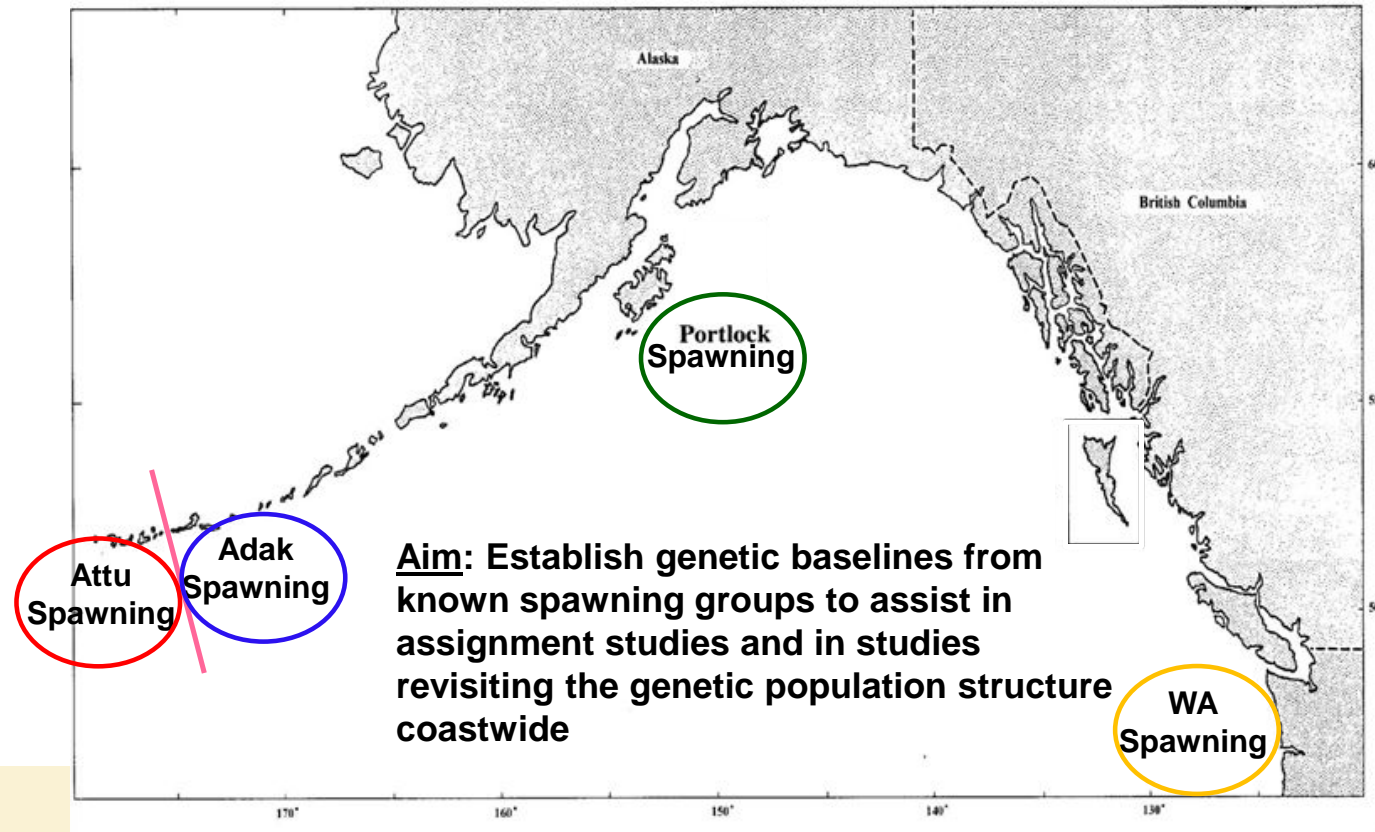 Alaska
British Columbia
Portlock
Spawning
Attu
Spawning
Adak
Spawning
Aim: Establish genetic baselines from
known spawning groups to assist in
assignment studies and in studies
revisiting the genetic population structure
coastwide
WA
Spawning
170°
160°
150°
140°
130°